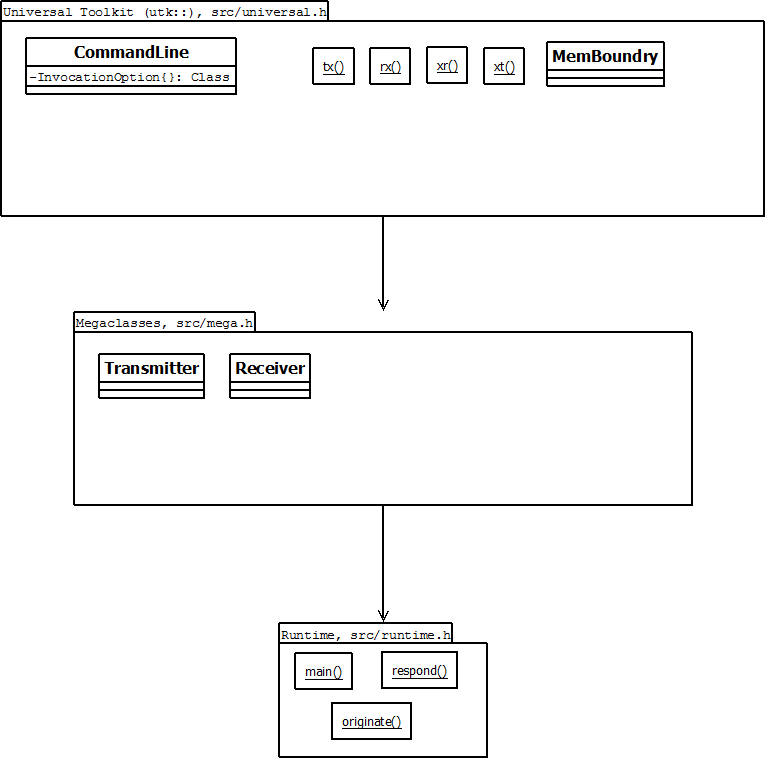 Universal Toolkit (utk::), src/universal.h
CommandLine
-InvocationOption{}: Class
tx()
rx()
xr()
xt()
MemBoundry
Megaclasses, src/mega.h
Transmitter
Receiver
Runtime, src/runtime.h
main()
respond()
originate()